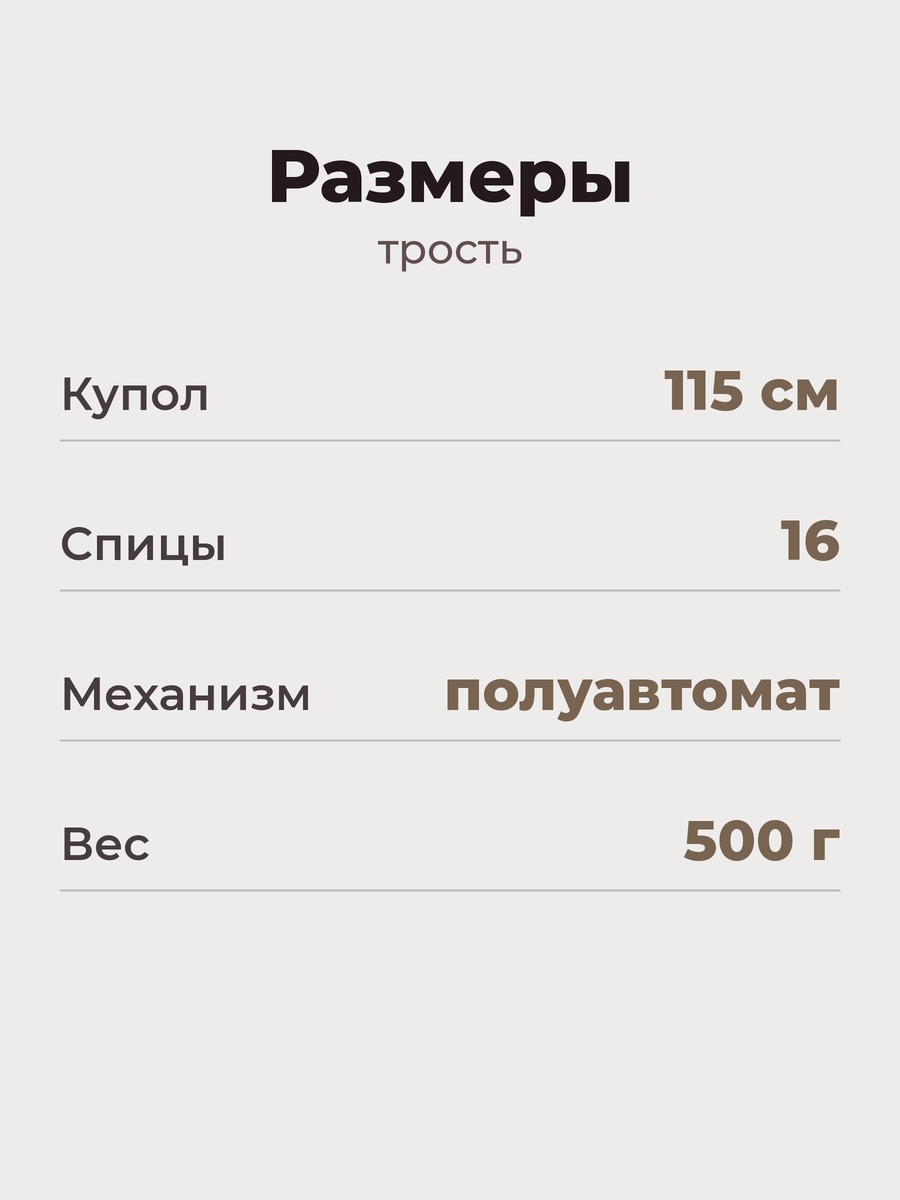 Размеры
трость
Купол 115 см
Спицы 16
Механизм полуавтомат
Вес 500 г